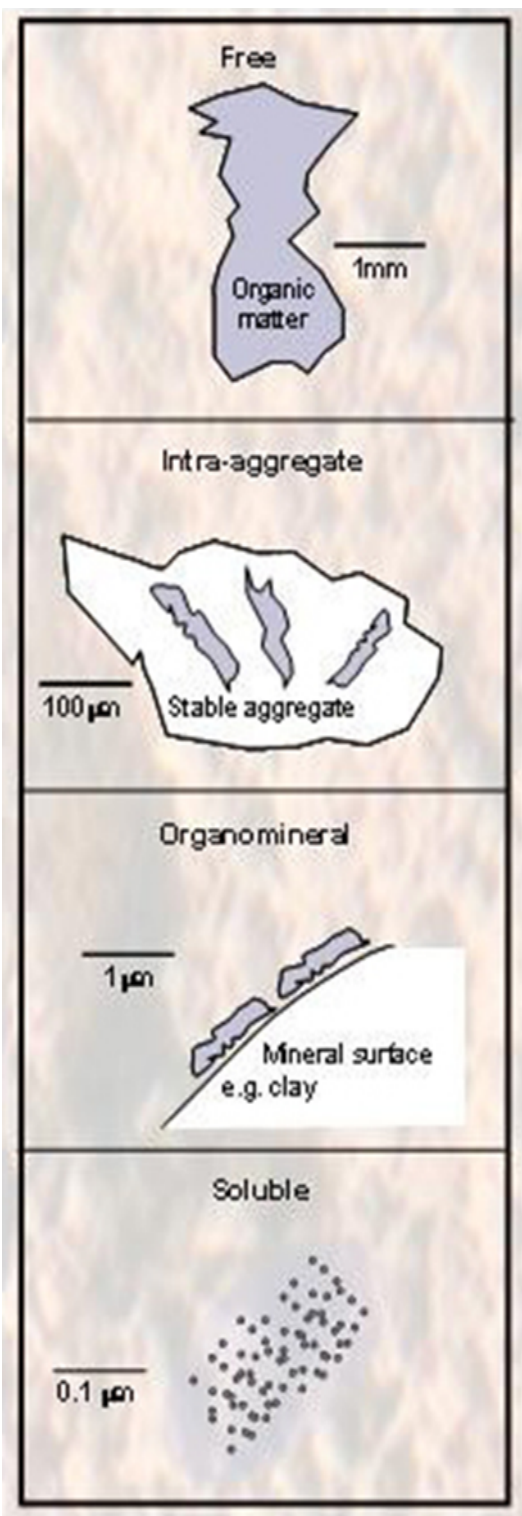 Free
1mm
Organic
matter
Intra-aggregate
100 μm
Stable aggregate
Organomineral
1 μm
Mineral surface
e.g. clay
Soluble
0.1 μm